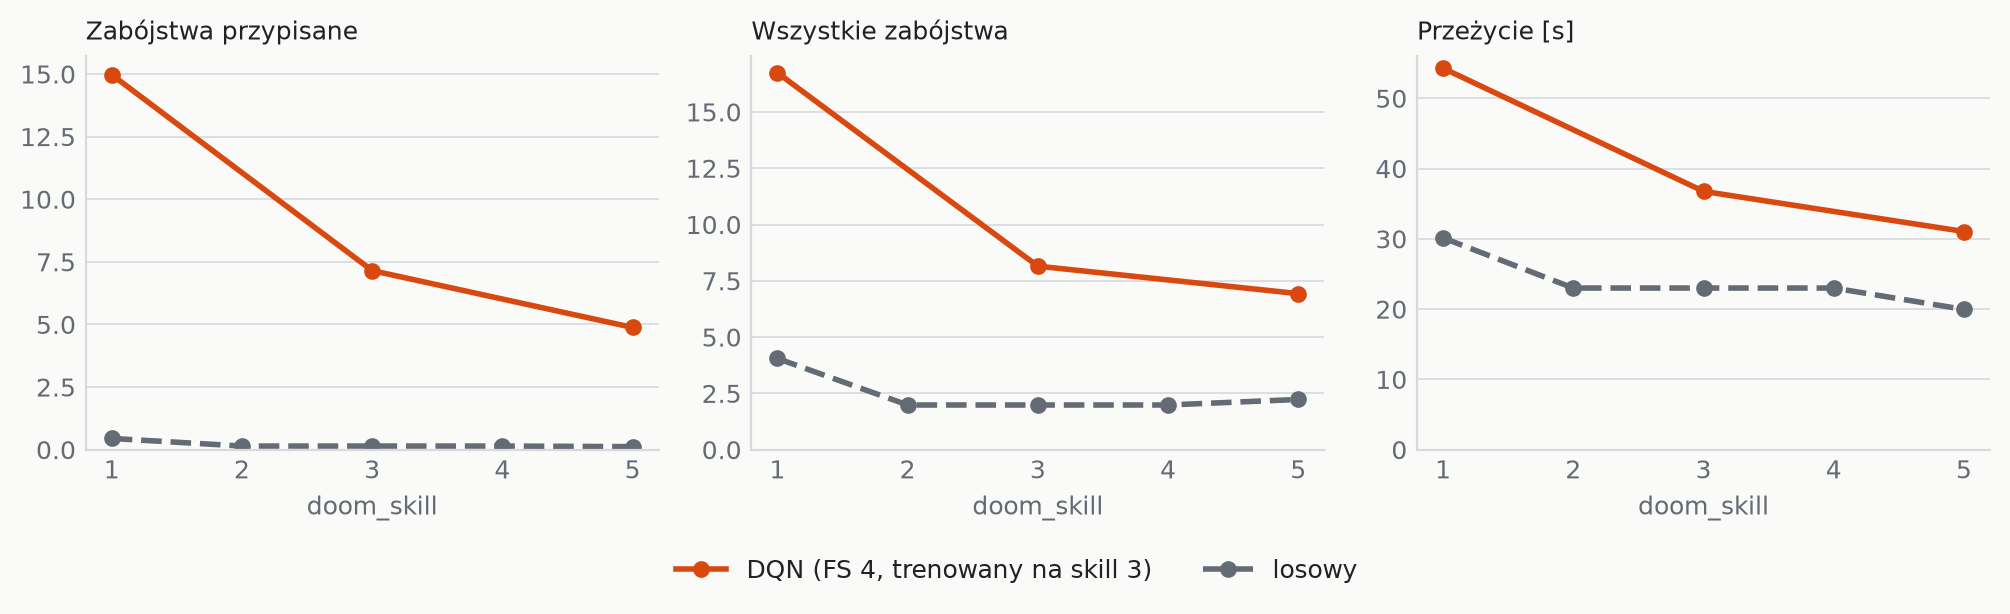 Zabójstwa przypisane
15.0
12.5
10.0
7.5
5.0
2.5
0.0
1 2 3 4 5
doom_skill
Wszystkie zabójstwa
15.0
12.5
10.0
7.5
5.0
2.5
0.0
1 2 3 4 5
doom_skill
Przeżycie [s]
50
40
30
20
10
0
1 2 3 4 5
doom_skill
DQN (FS 4, trenowany na skill 3)
losowy